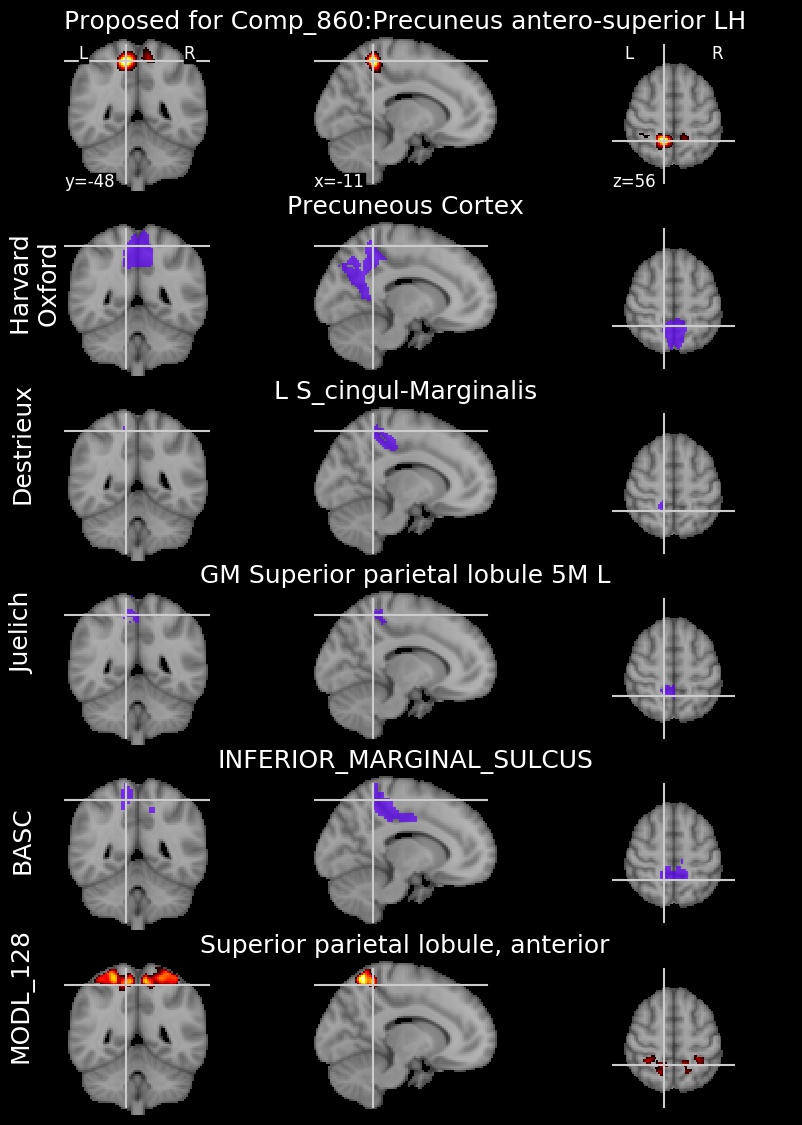 Proposed for Comp_860:Precuneus antero-superior LH
L R
L R
y=-48
x=-11
z=56
Precuneous Cortex
Harvard
Oxford
L S_cingul-Marginalis
Destrieux
GM Superior parietal lobule 5M L
Juelich
INFERIOR_MARGINAL_SULCUS
BASC
Superior parietal lobule, anterior
MODL_128